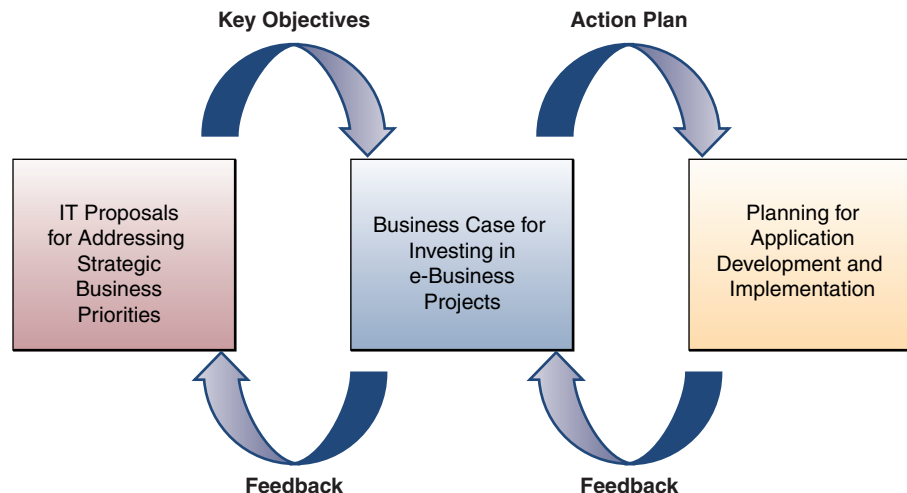 Key Objectives
Action Plan
IT Proposals
for Addressing
Strategic
Business
Priorities
Business Case for
Investing in
e-Business
Projects
Planning for
Application
Development and
Implementation
Feedback
Feedback